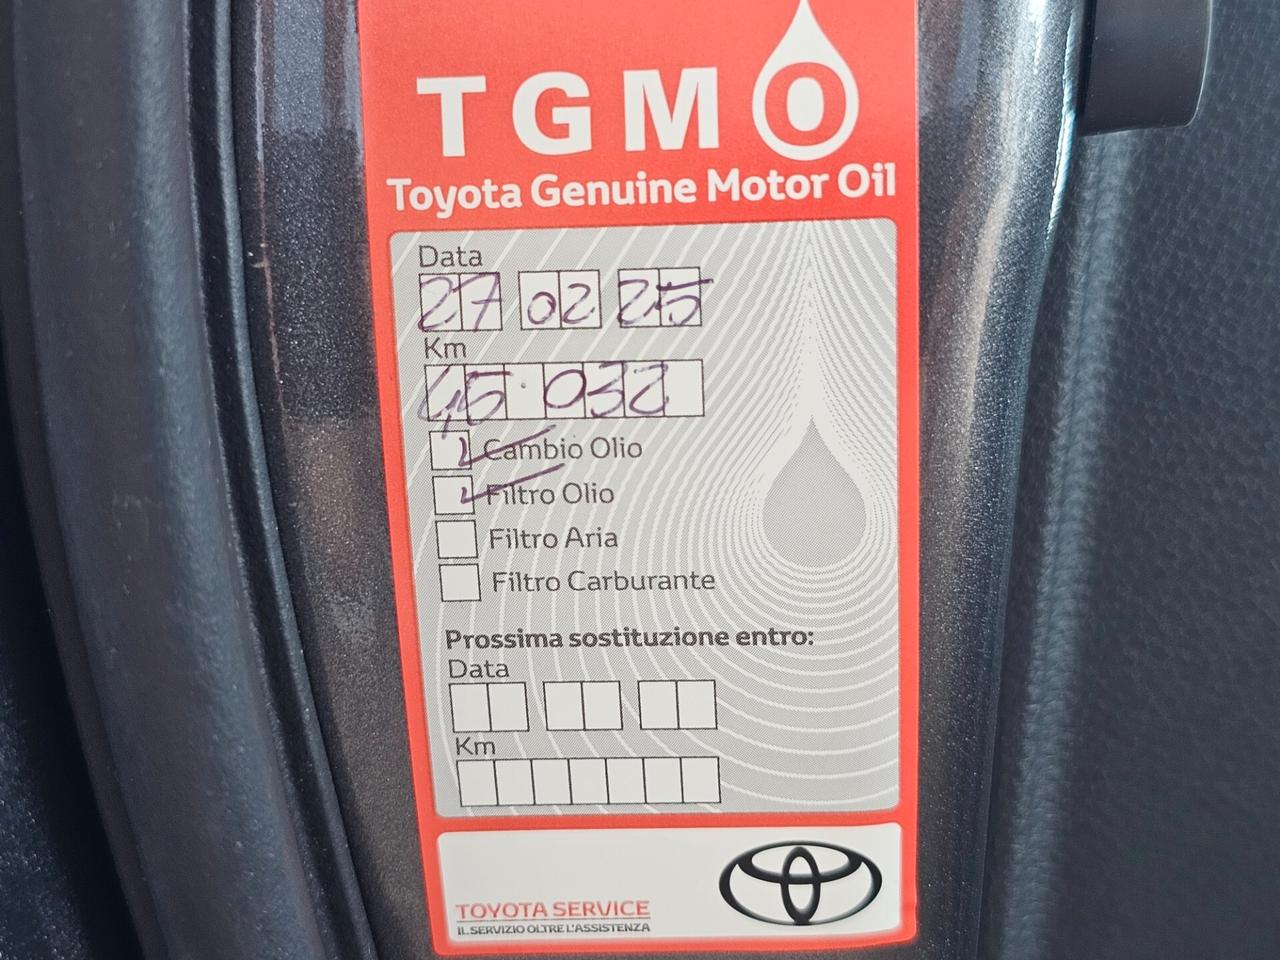 TGMO
Toyota Genuine Motor Oil
Data
27 02 25
Km
45.032
Cambio Olio
Filtro Olio
Filtro Aria
Filtro Carburante
Prossima sostituzione entro:
Data
Km
TOYOTA SERVICE
IL SERVIZIO OLTRE L'ASSISTENZA